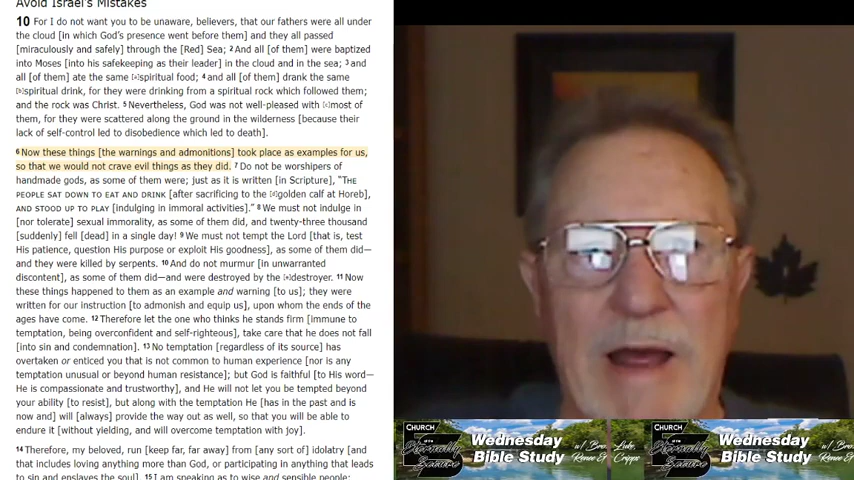 Avoid Israel's Mistakes
10 For I do not want you to be unaware, believers, that our fathers were all under
the cloud [in which God's presence went before them] and they all passed
[miraculously and safely] through the [Red] Sea; 2 And all [of them] were baptized
into Moses [into his safekeeping as their leader] in the cloud and in the sea; 3 and
all [of them] ate the same [a]spiritual food; 4 and all [of them] drank the same
[b]spiritual drink, for they were drinking from a spiritual rock which followed them;
and the rock was Christ. 5 Nevertheless, God was not well-pleased with [c]most of
them, for they were scattered along the ground in the wilderness [because their
lack of self-control led to disobedience which led to death].
6 Now these things [the warnings and admonitions] took place as examples for us,
so that we would not crave evil things as they did. 7 Do not be worshipers of
handmade gods, as some of them were; just as it is written [in Scripture], "THE
PEOPLE SAT DOWN TO EAT AND DRINK [after sacrificing to the [d]golden calf at Horeb],
AND STOOD UP TO PLAY [indulging in immoral activities]." 8 We must not indulge in
[nor tolerate] sexual immorality, as some of them did, and twenty-three thousand
[suddenly] fell [dead] in a single day! 9 We must not tempt the Lord [that is, test
His patience, question His purpose or exploit His goodness], as some of them did—
and they were killed by serpents. 10 And do not murmur [in unwarranted
discontent], as some of them did—and were destroyed by the [e]destroyer. 11 Now
these things happened to them as an example and warning [to us]; they were
written for our instruction [to admonish and equip us], upon whom the ends of the
ages have come. 12 Therefore let the one who thinks he stands firm [immune to
temptation, being overconfident and self-righteous], take care that he does not fall
[into sin and condemnation]. 13 No temptation [regardless of its source] has
overtaken or enticed you that is not common to human experience [nor is any
temptation unusual or beyond human resistance]; but God is faithful [to His word—
He is compassionate and trustworthy], and He will not let you be tempted beyond
your ability [to resist], but along with the temptation He [has in the past and is
now and] will [always] provide the way out as well, so that you will be able to
endure it [without yielding, and will overcome temptation with joy].
14 Therefore, my beloved, run [keep far, far away] from [any sort of] idolatry [and
that includes loving anything more than God, or participating in anything that leads
to sin and enslaves the soul]. 15 I am speaking as to wise and sensible people;
CHURCH
Eternally
Secure
Wednesday
Bible Study
w/ Bro.
Luke,
Renee &
Cripps
CHURCH
Eternally
Secure
Wednesday
Bible Study
w/ Bro.
Renee &